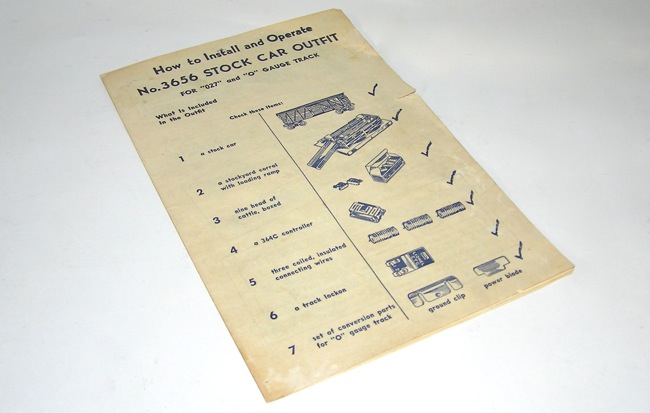 How to Install and Operate
No. 3656 STOCK CAR OUTFIT
FOR "027" and "O" GAUGE TRACK
What Is Included
In the Outfit
Check these items:
1 a stock car
2 a stockyard corral
with loading ramp
3 nine head of
cattle, boxed
4 a 364C controller
5 three coiled, insulated
connecting wires
6 a track lockon
7 set of conversion parts
for "O" gauge track
ground clip
power blade